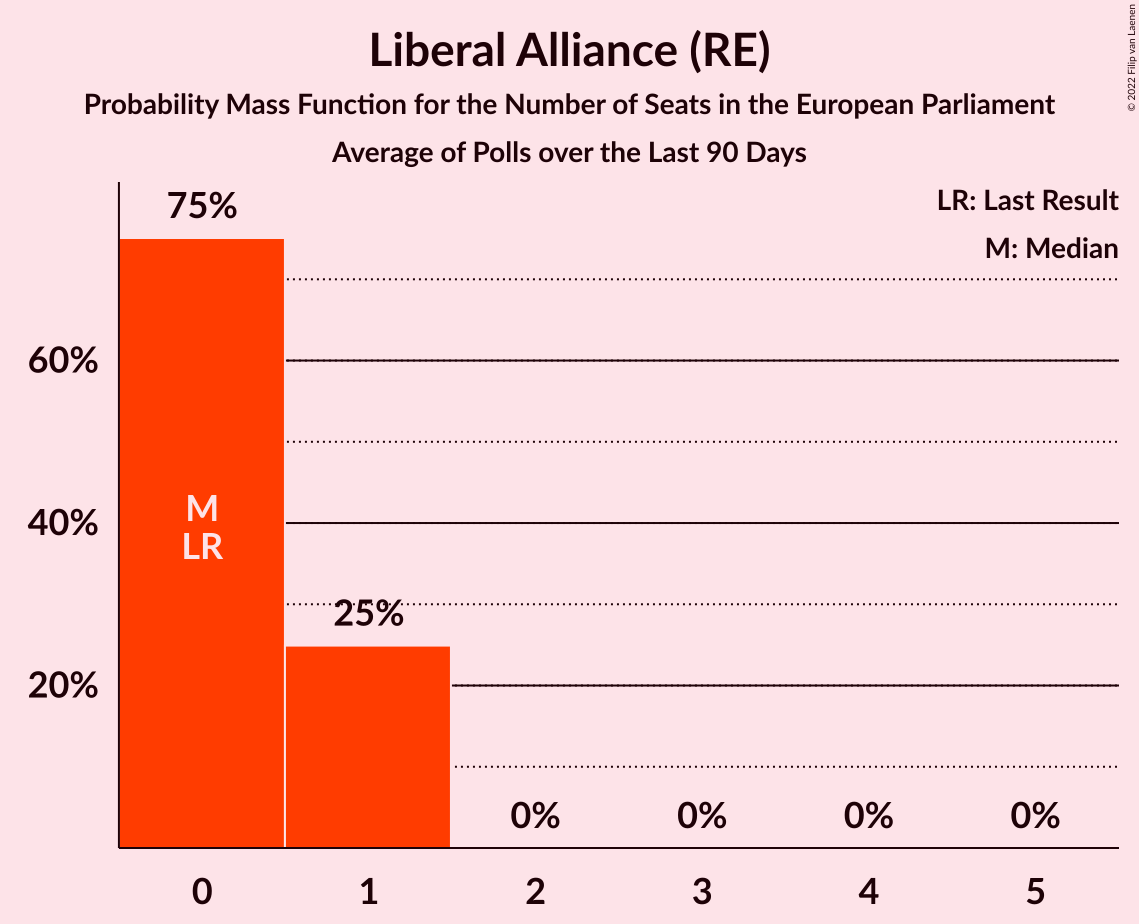 Liberal Alliance (RE)
Probability Mass Function for the Number of Seats in the European Parliament
Average of Polls over the Last 90 Days
© 2022 Filip van Laenen
LR: Last Result
M: Median
75%
60%
M
40%
LR
25%
20%
0% 0% 0% 0%
0 1 2 3 4 5